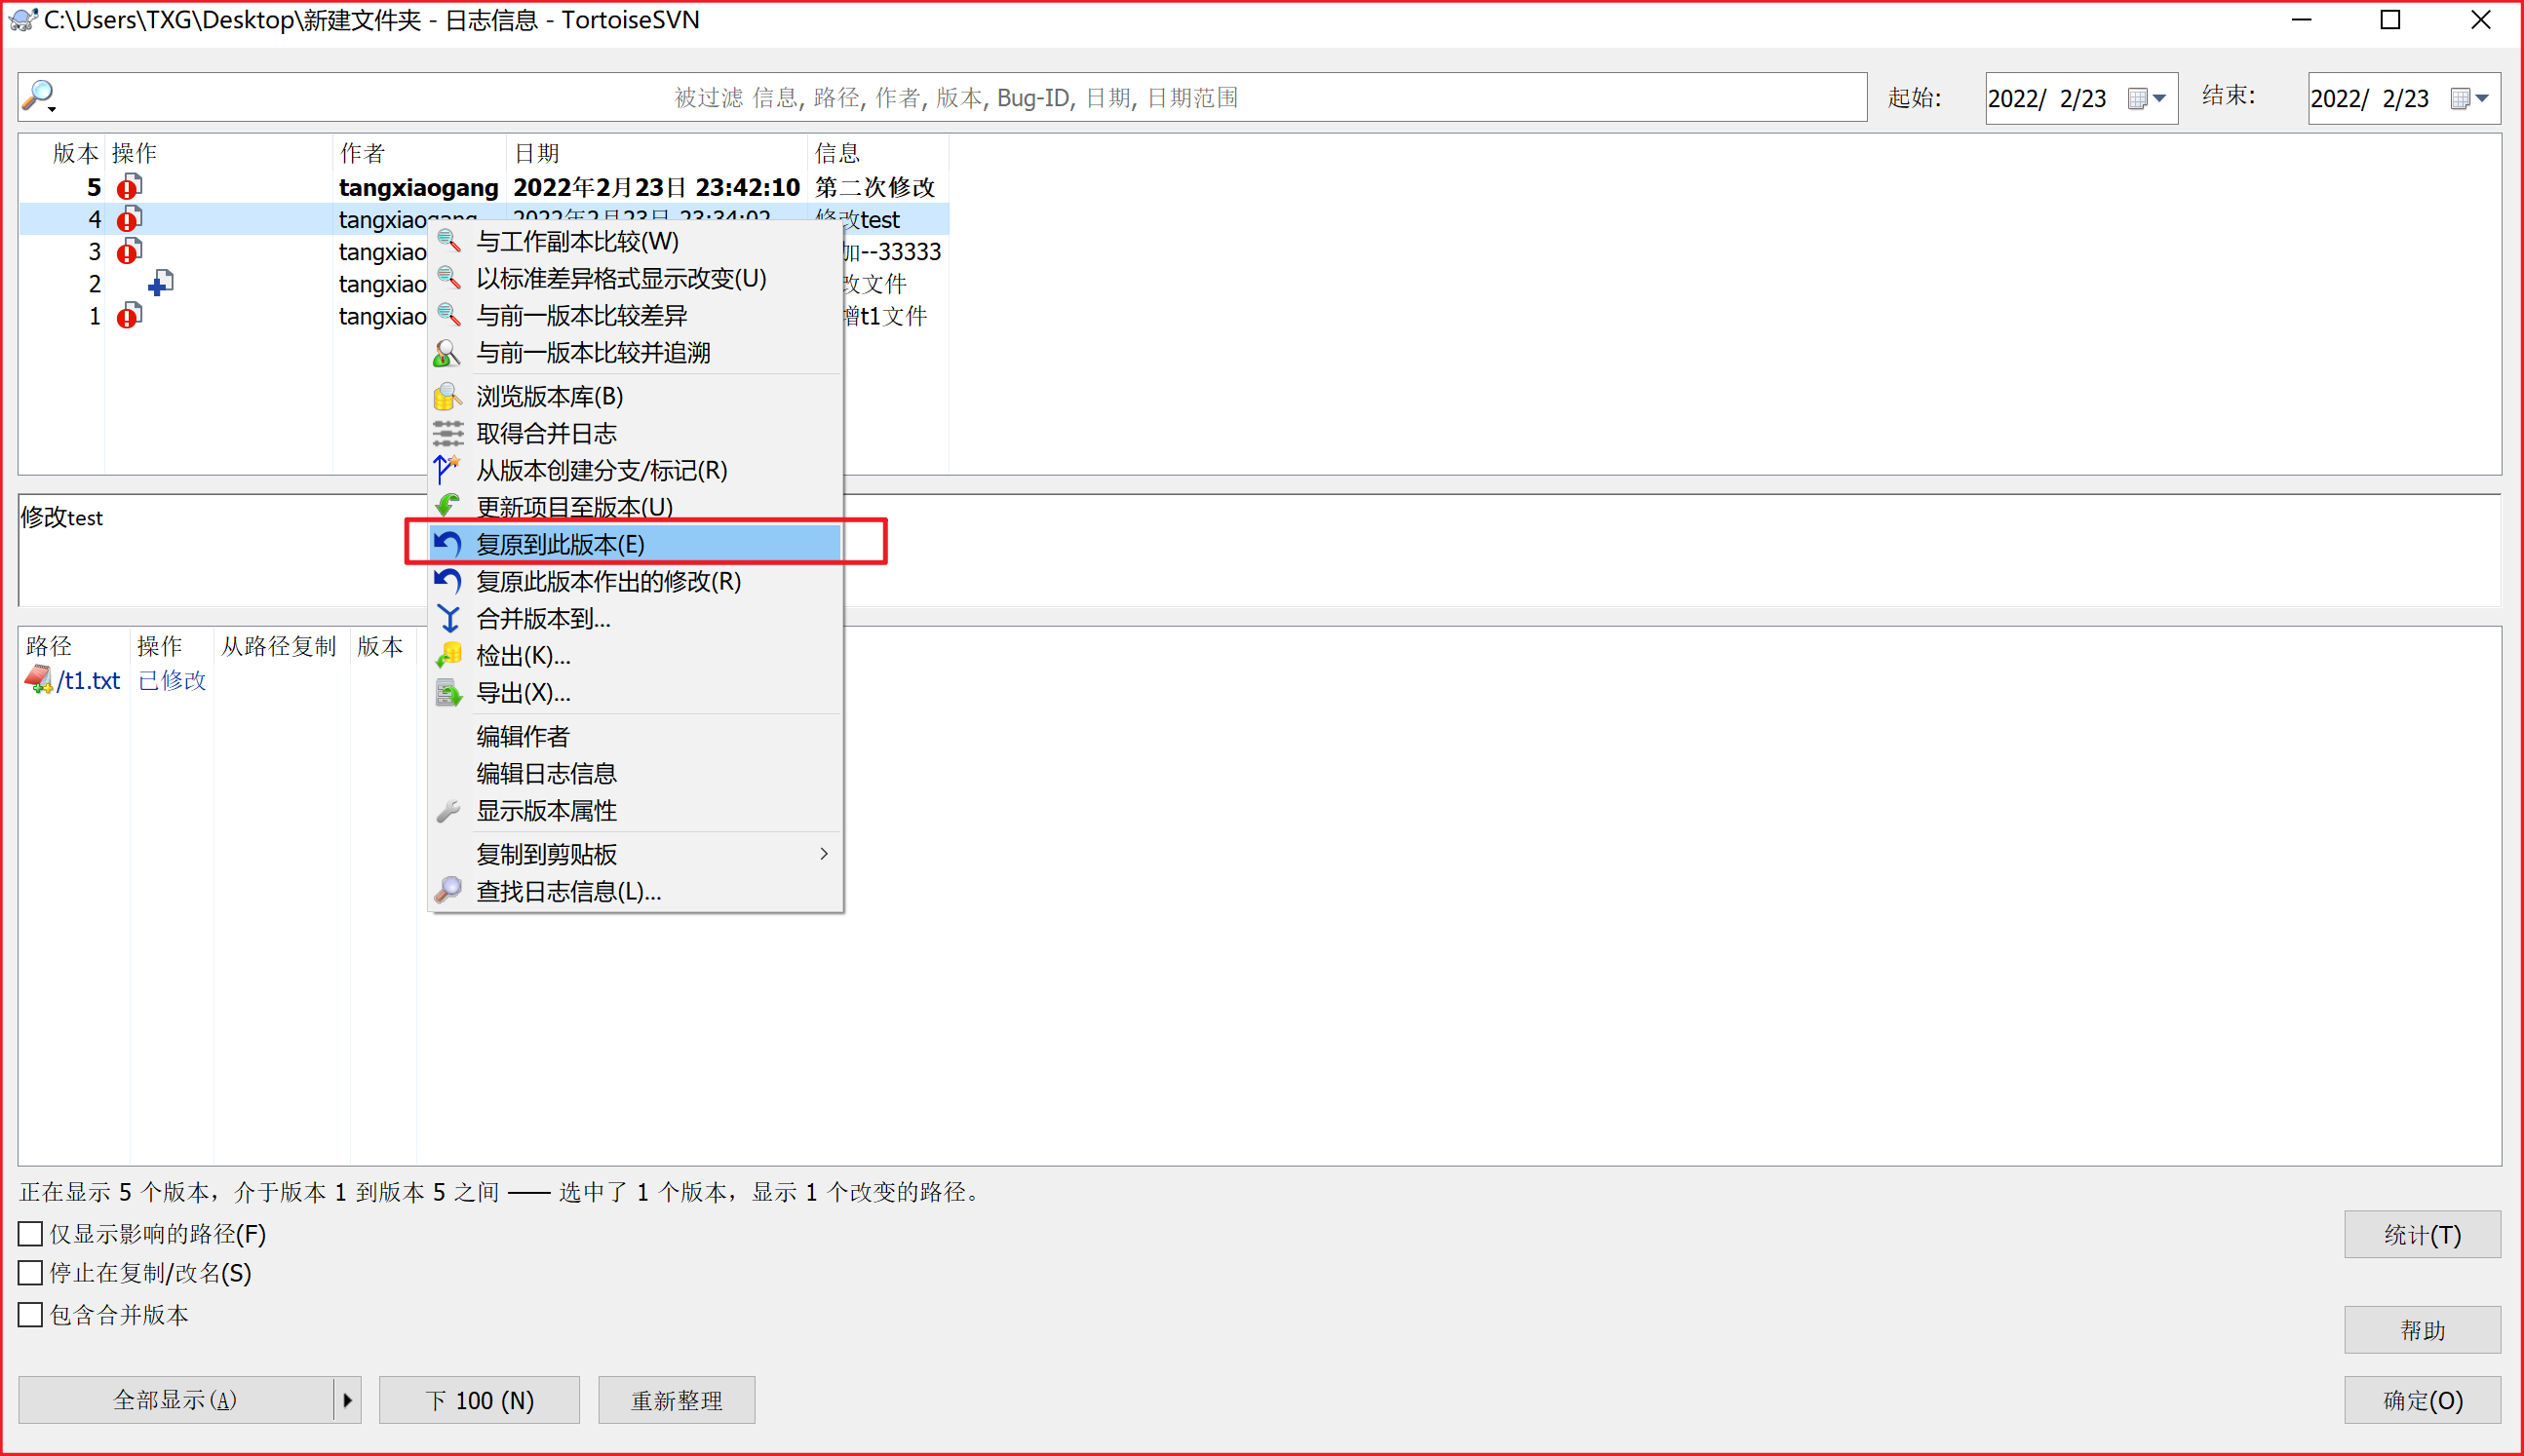 C:\Users\TXG\Desktop\新建文件夹 - 日志信息 - TortoiseSVN
被过滤 信息, 路径, 作者, 版本, Bug-ID, 日期, 日期范围
起始: 2022/ 2/23 结束: 2022/ 2/23
版本 操作 作者 日期 信息
5 tangxiaogang 2022年2月23日 23:42:10 第二次修改
4 tangxiaogang 2022年2月23日 23:34:02 修改test
3 tangxiao 加--33333
2 tangxiao 改文件
1 tangxiao 增t1文件
与工作副本比较(W)
以标准差异格式显示改变(U)
与前一版本比较差异
与前一版本比较并追溯
浏览版本库(B)
取得合并日志
从版本创建分支/标记(R)
更新项目至版本(U)
复原到此版本(E)
复原此版本作出的修改(R)
合并版本到...
检出(K)...
导出(X)...
编辑作者
编辑日志信息
显示版本属性
复制到剪贴板
查找日志信息(L)...
修改test
路径 操作 从路径复制 版本
/t1.txt 已修改
正在显示 5 个版本，介于版本 1 到版本 5 之间 —— 选中了 1 个版本，显示 1 个改变的路径。
仅显示影响的路径(F)
统计(T)
停止在复制/改名(S)
包含合并版本
帮助
全部显示(A) 下 100 (N) 重新整理 确定(O)